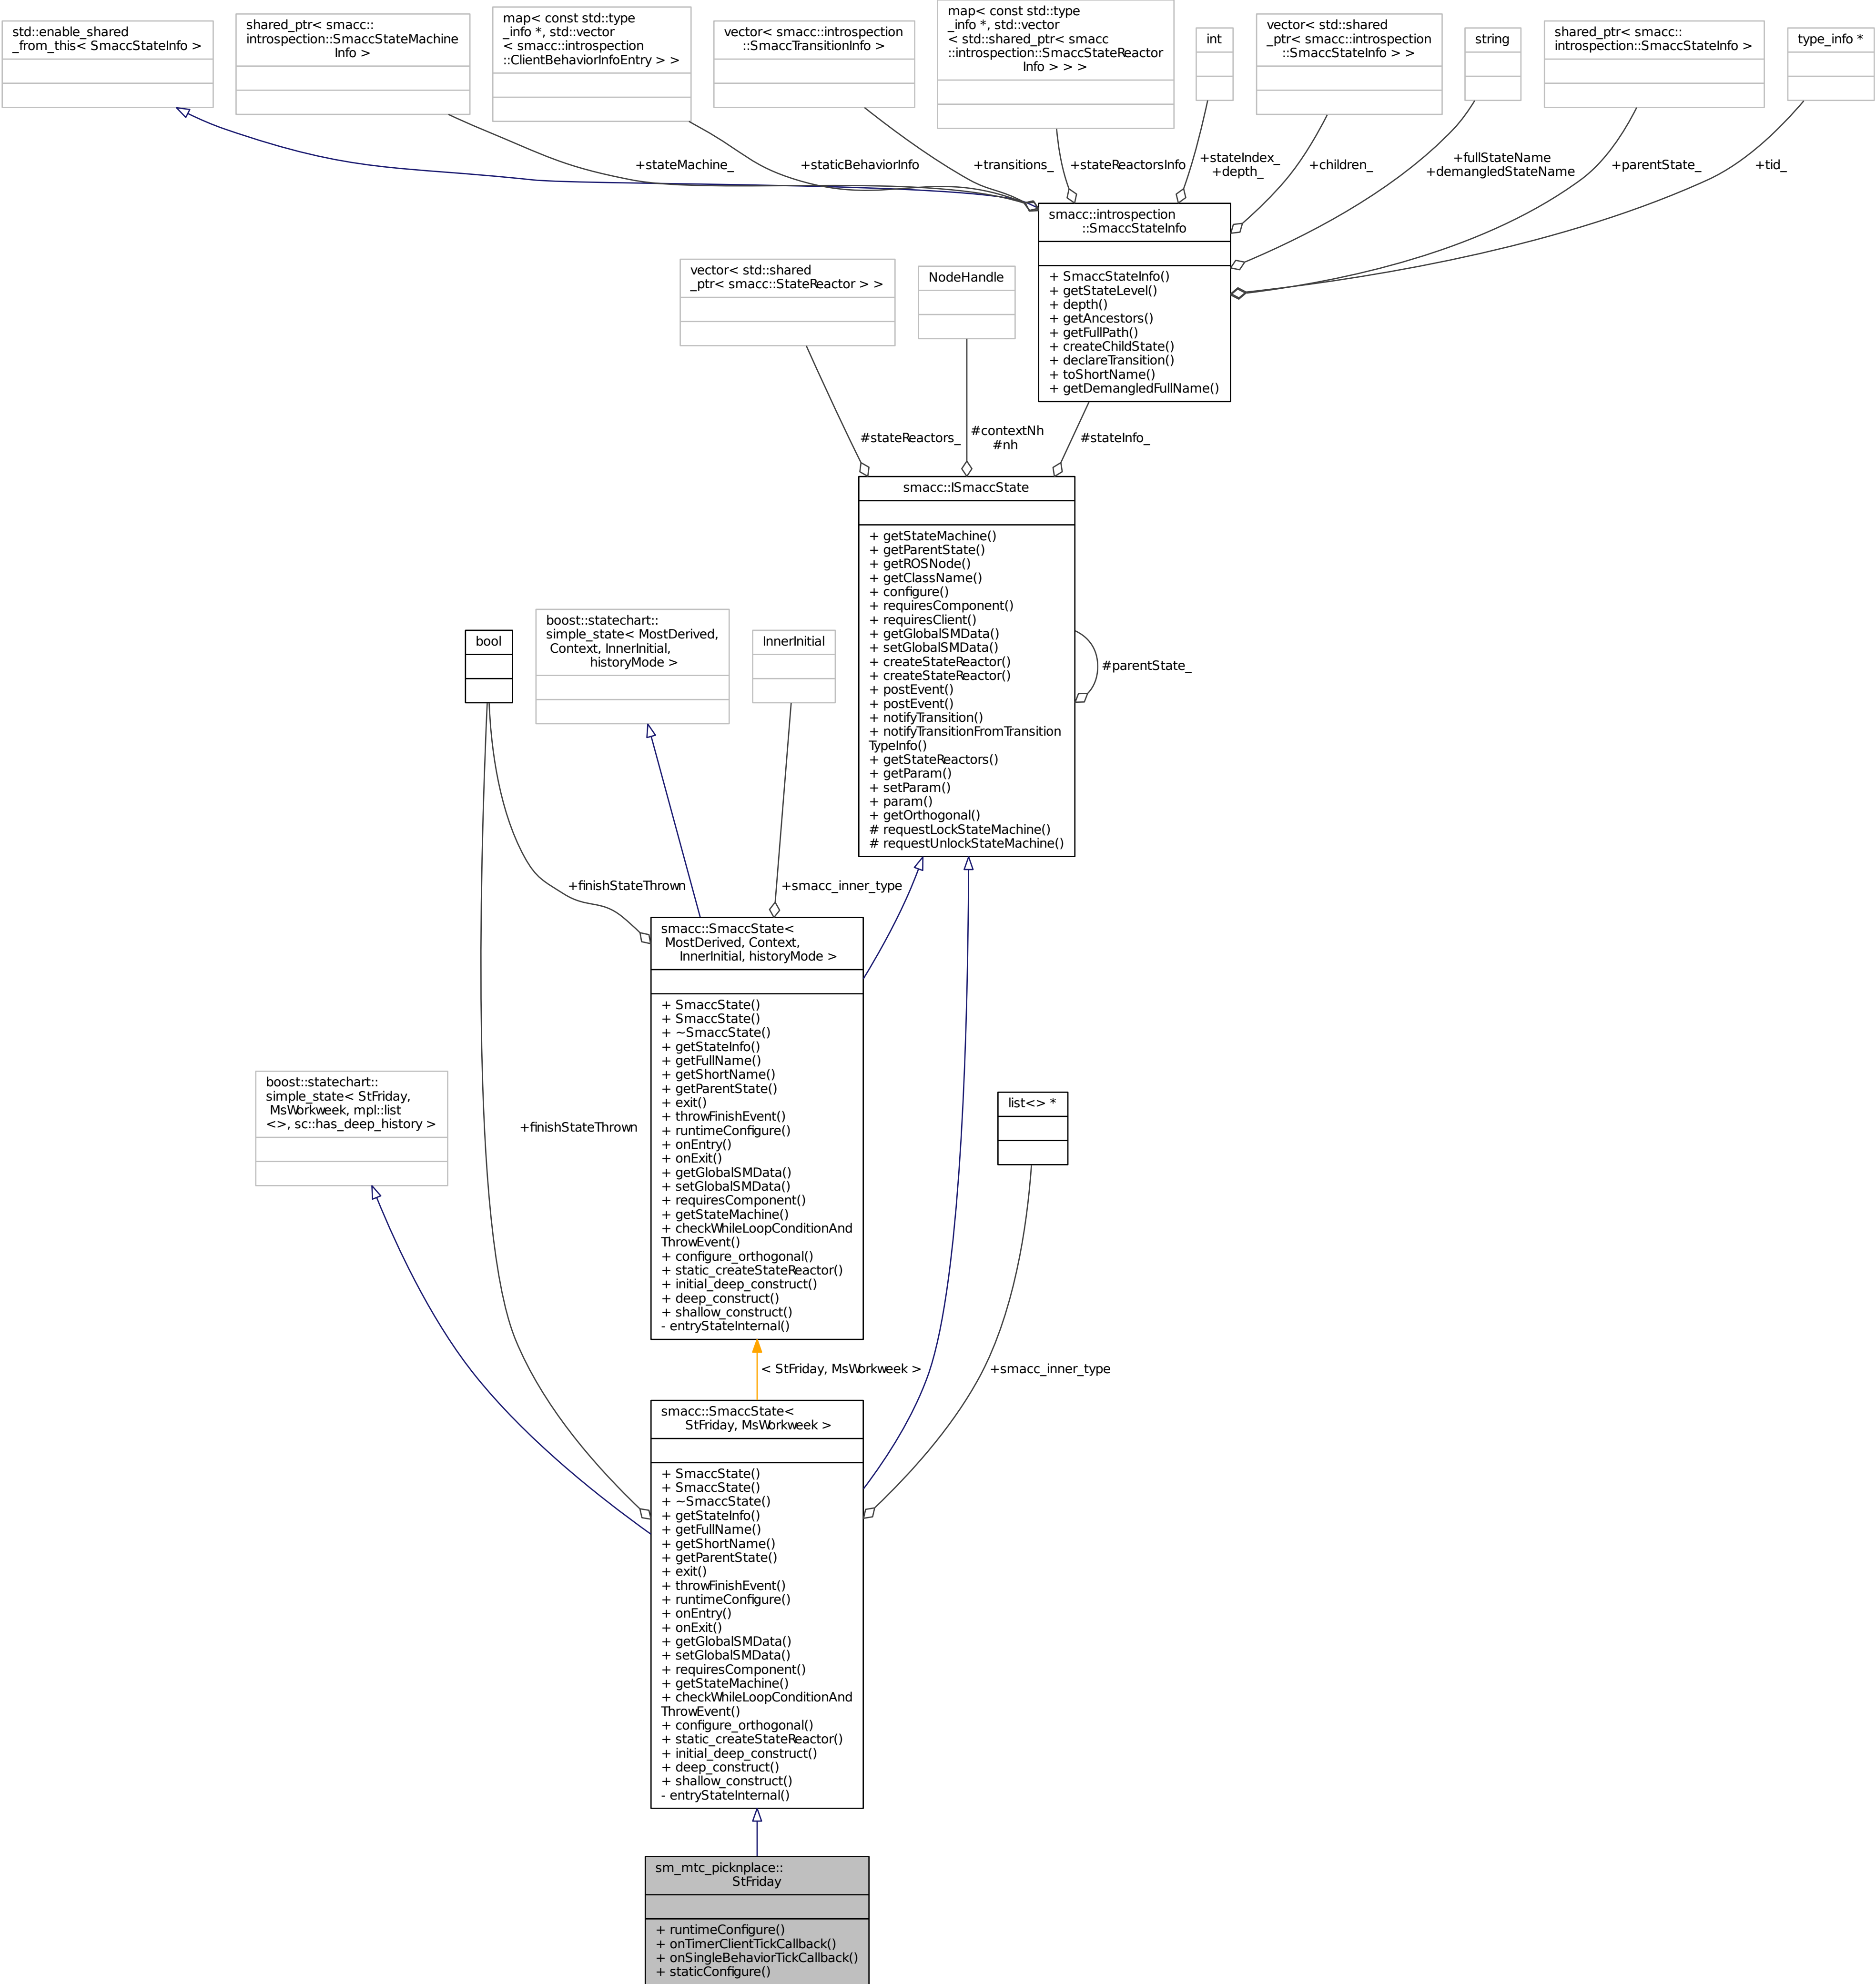 std::enable_shared
_from_this< SmaccStateInfo >
shared_ptr< smacc::
introspection::SmaccStateMachine
Info >
map< const std::type
_info *, std::vector
< smacc::introspection
::ClientBehaviorInfoEntry > >
vector< smacc::introspection
::SmaccTransitionInfo >
map< const std::type
_info *, std::vector
< std::shared_ptr< smacc
::introspection::SmaccStateReactor
Info > > >
int
vector< std::shared
_ptr< smacc::introspection
::SmaccStateInfo > >
string
shared_ptr< smacc::
introspection::SmaccStateInfo >
type_info *
+stateMachine_
+staticBehaviorInfo
+transitions_
+stateReactorsInfo
+stateIndex_
+depth_
+children_
+fullStateName
+demangledStateName
+parentState_
+tid_
smacc::introspection
::SmaccStateInfo
+ SmaccStateInfo()
+ getStateLevel()
+ depth()
+ getAncestors()
+ getFullPath()
+ createChildState()
+ declareTransition()
+ toShortName()
+ getDemangledFullName()
vector< std::shared
_ptr< smacc::StateReactor > >
NodeHandle
#stateReactors_
#contextNh
#nh
#stateInfo_
smacc::ISmaccState
+ getStateMachine()
+ getParentState()
+ getROSNode()
+ getClassName()
+ configure()
+ requiresComponent()
+ requiresClient()
+ getGlobalSMData()
+ setGlobalSMData()
+ createStateReactor()
+ createStateReactor()
+ postEvent()
+ postEvent()
+ notifyTransition()
+ notifyTransitionFromTransition
TypeInfo()
+ getStateReactors()
+ getParam()
+ setParam()
+ param()
+ getOrthogonal()
# requestLockStateMachine()
# requestUnlockStateMachine()
#parentState_
bool
boost::statechart::
simple_state< MostDerived,
Context, InnerInitial,
historyMode >
InnerInitial
+finishStateThrown
+smacc_inner_type
smacc::SmaccState<
MostDerived, Context,
InnerInitial, historyMode >
+ SmaccState()
+ SmaccState()
+ ~SmaccState()
+ getStateInfo()
+ getFullName()
+ getShortName()
+ getParentState()
+ exit()
+ throwFinishEvent()
+ runtimeConfigure()
+ onEntry()
+ onExit()
+ getGlobalSMData()
+ setGlobalSMData()
+ requiresComponent()
+ getStateMachine()
+ checkWhileLoopConditionAnd
ThrowEvent()
+ configure_orthogonal()
+ static_createStateReactor()
+ initial_deep_construct()
+ deep_construct()
+ shallow_construct()
- entryStateInternal()
boost::statechart::
simple_state< StFriday,
MsWorkweek, mpl::list
<>, sc::has_deep_history >
+finishStateThrown
list<> *
< StFriday, MsWorkweek >
+smacc_inner_type
smacc::SmaccState<
StFriday, MsWorkweek >
+ SmaccState()
+ SmaccState()
+ ~SmaccState()
+ getStateInfo()
+ getFullName()
+ getShortName()
+ getParentState()
+ exit()
+ throwFinishEvent()
+ runtimeConfigure()
+ onEntry()
+ onExit()
+ getGlobalSMData()
+ setGlobalSMData()
+ requiresComponent()
+ getStateMachine()
+ checkWhileLoopConditionAnd
ThrowEvent()
+ configure_orthogonal()
+ static_createStateReactor()
+ initial_deep_construct()
+ deep_construct()
+ shallow_construct()
- entryStateInternal()
sm_mtc_picknplace::
StFriday
+ runtimeConfigure()
+ onTimerClientTickCallback()
+ onSingleBehaviorTickCallback()
+ staticConfigure()